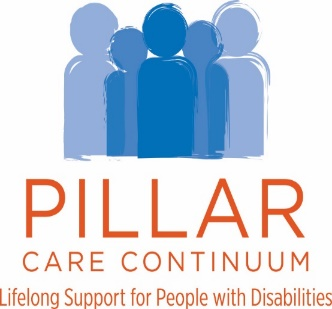 PILLAR
CARE CONTINUUM
Lifelong Support for People with Disabilities